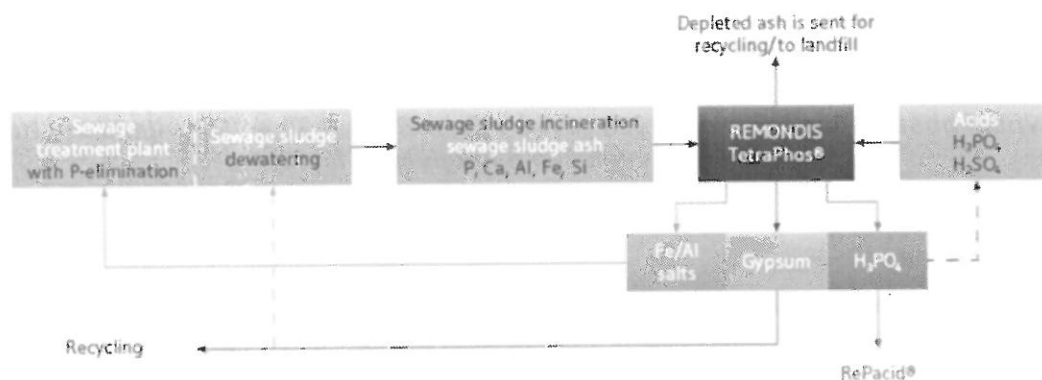 Depleted ash is sent for
recycling/to landfill
Sewage
treatment plant
with P-elimination
Sewage sludge
dewatering
Sewage sludge incineration
sewage sludge ash
P, Ca, Al, Fe, Si
REMONDIS
TetraPhos®
Acids
H₃PO₄
H₂SO₄
Fe/Al
salts
Gypsum
H₃PO₄
Recycling
RePacid®